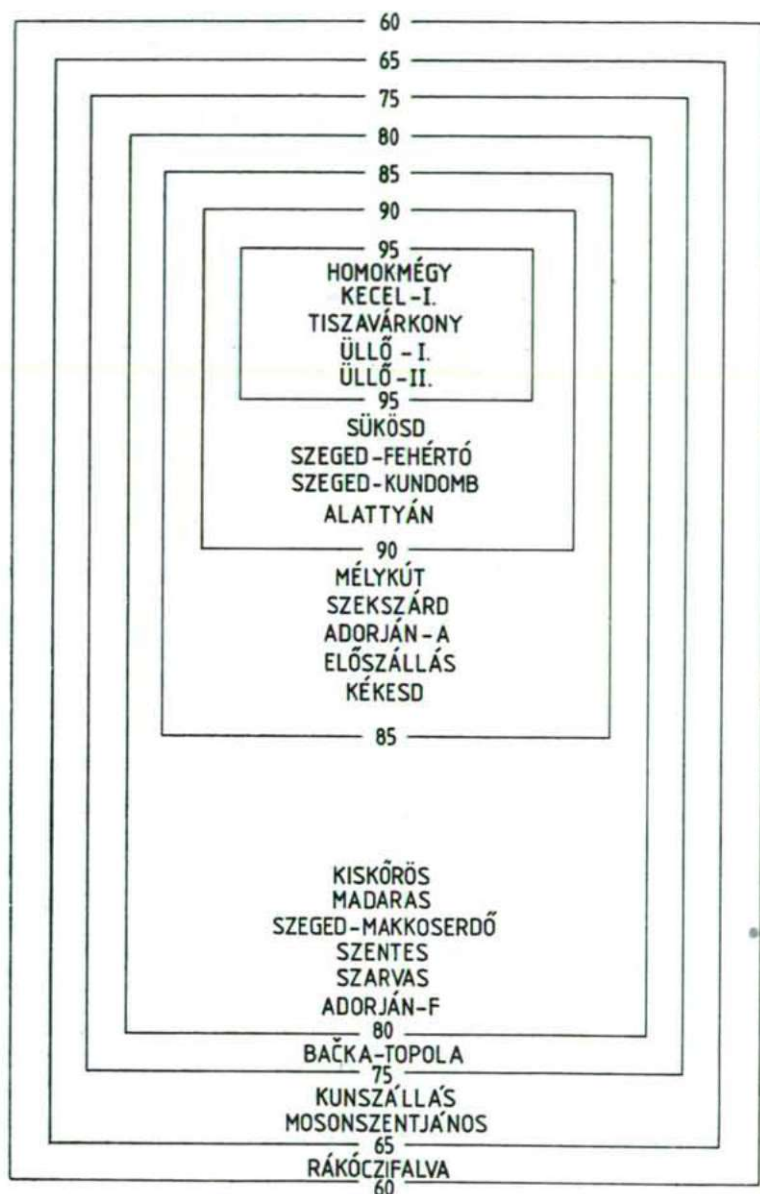 60
65
75
80
85
90
95
HOMOKMÉGY
KECEL-I.
TISZAVÁRKONY
ÜLLŐ-I.
ÜLLŐ-II.
95
SÜKÖSD
SZEGED-FEHÉRTÓ
SZEGED-KUNDOMB
ALATTYÁN
90
MÉLYKÚT
SZEKSZÁRD
ADORJÁN-A
ELŐSZÁLLÁS
KÉKESD
85
KISKŐRÖS
MADARAS
SZEGED-MAKKOSERDŐ
SZENTES
SZARVAS
ADORJÁN-F
80
BAČKA-TOPOLA
75
KUNSZÁLLÁS
MOSONSZENTJÁNOS
65
RÁKÓCZIFALVA
60